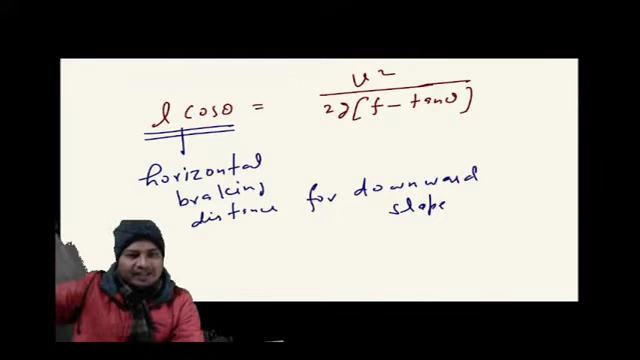 l cosθ = u² / 2g[f - tanθ]
horizontal
braking
distance for downward
slope